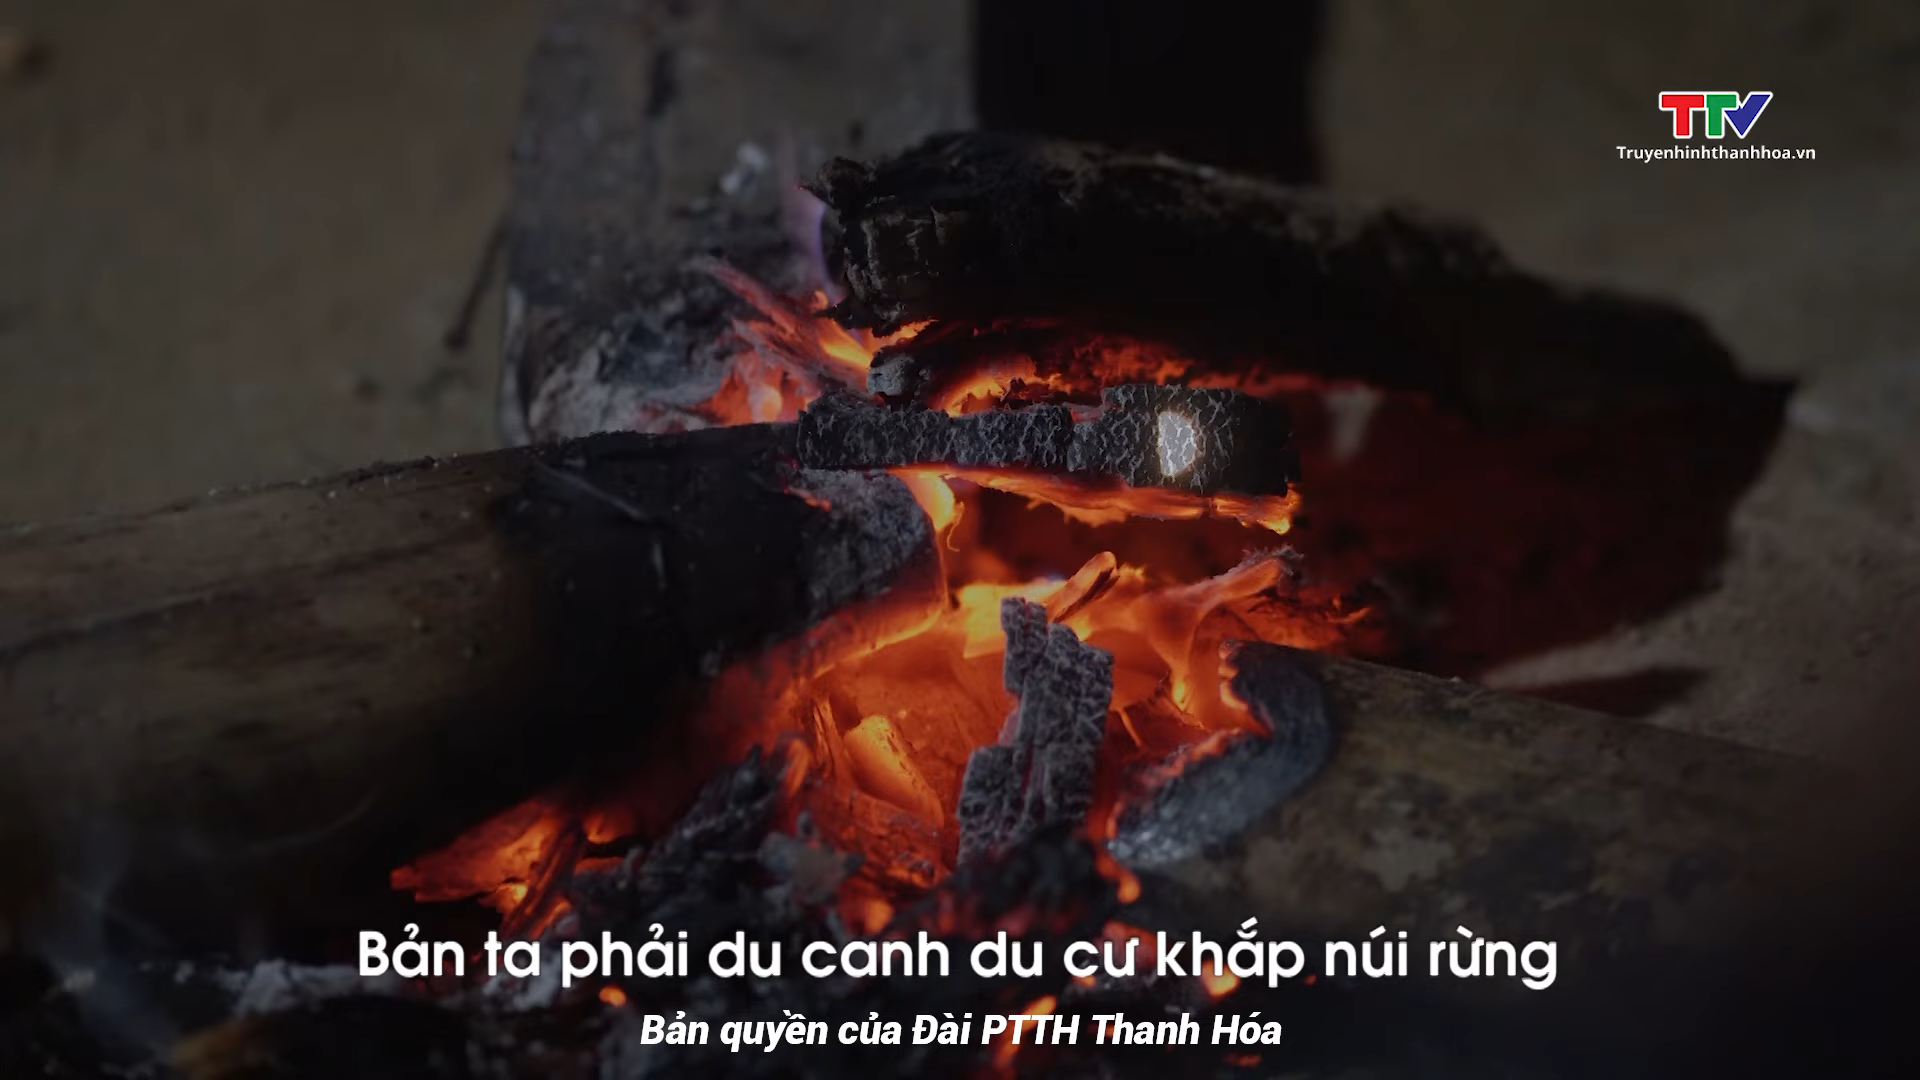 TTV
Truyenhinhthanhhoa.vn
Bản ta phải du canh du cư khắp núi rừng
Bản quyền của Đài PTTH Thanh Hóa